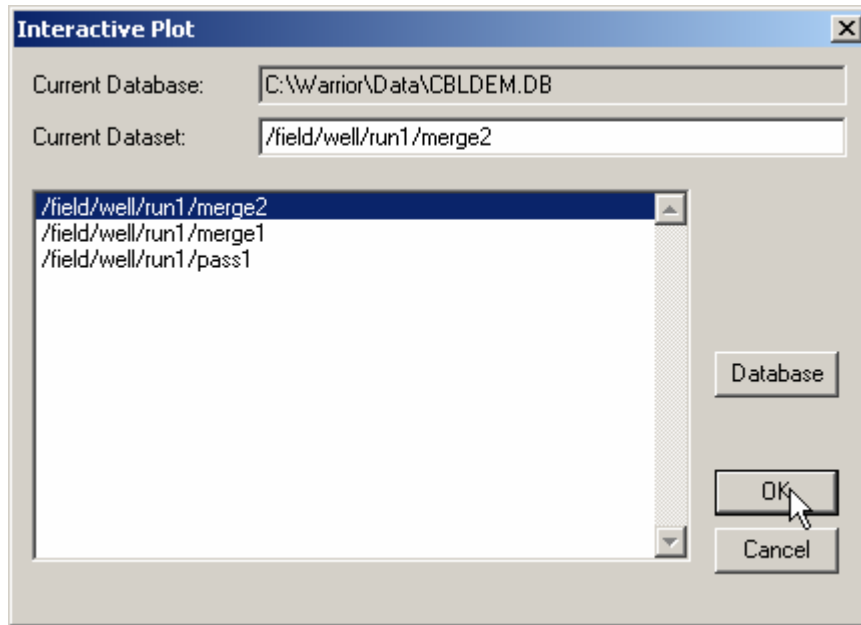 Interactive Plot
Current Database: C:\Warrior\Data\CBLDEM.DB
Current Dataset: /field/well/run1/merge2
/field/well/run1/merge2
/field/well/run1/merge1
/field/well/run1/pass1
Database
OK
Cancel